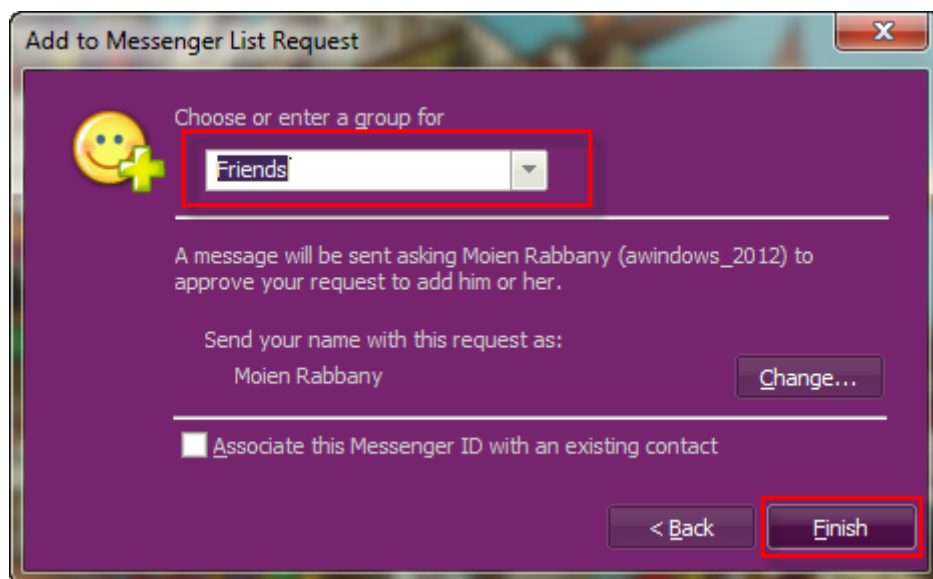 Add to Messenger List Request
Choose or enter a group for
Friends
A message will be sent asking Moien Rabbany (awindows_2012) to
approve your request to add him or her.
Send your name with this request as:
Moien Rabbany
Change...
Associate this Messenger ID with an existing contact
< Back
Finish